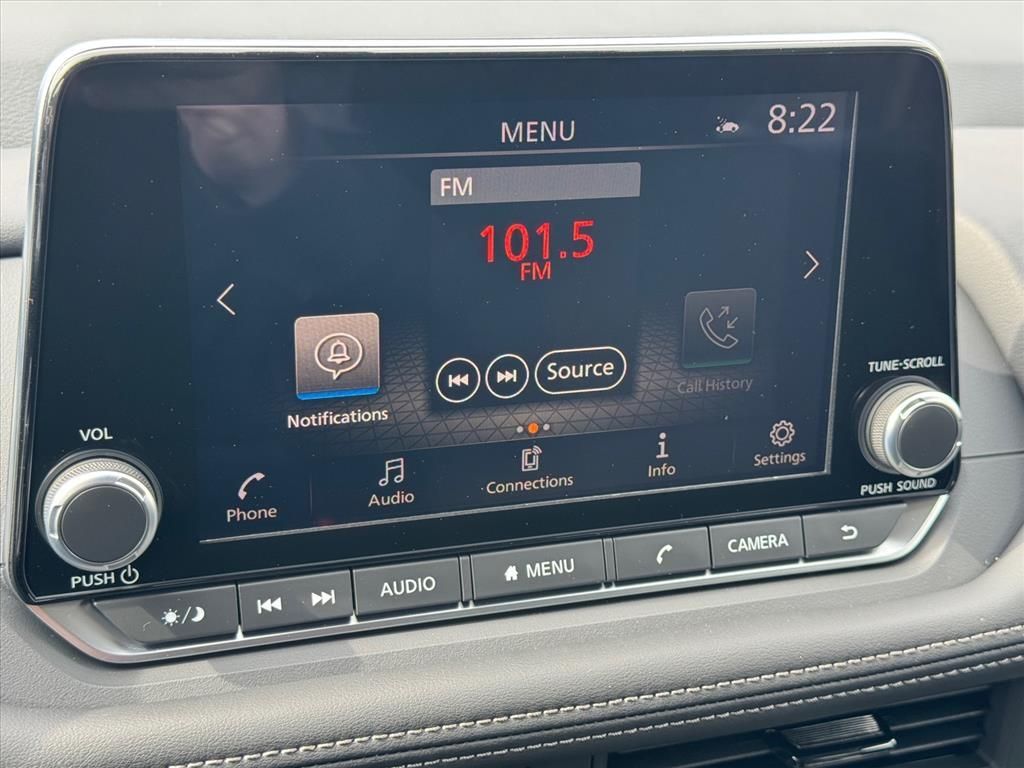 MENU
8:22
FM
101.5
FM
Source
Notifications
Call History
Phone
Audio
Connections
Info
Settings
VOL
PUSH
TUNE·SCROLL
PUSH SOUND
AUDIO
MENU
CAMERA